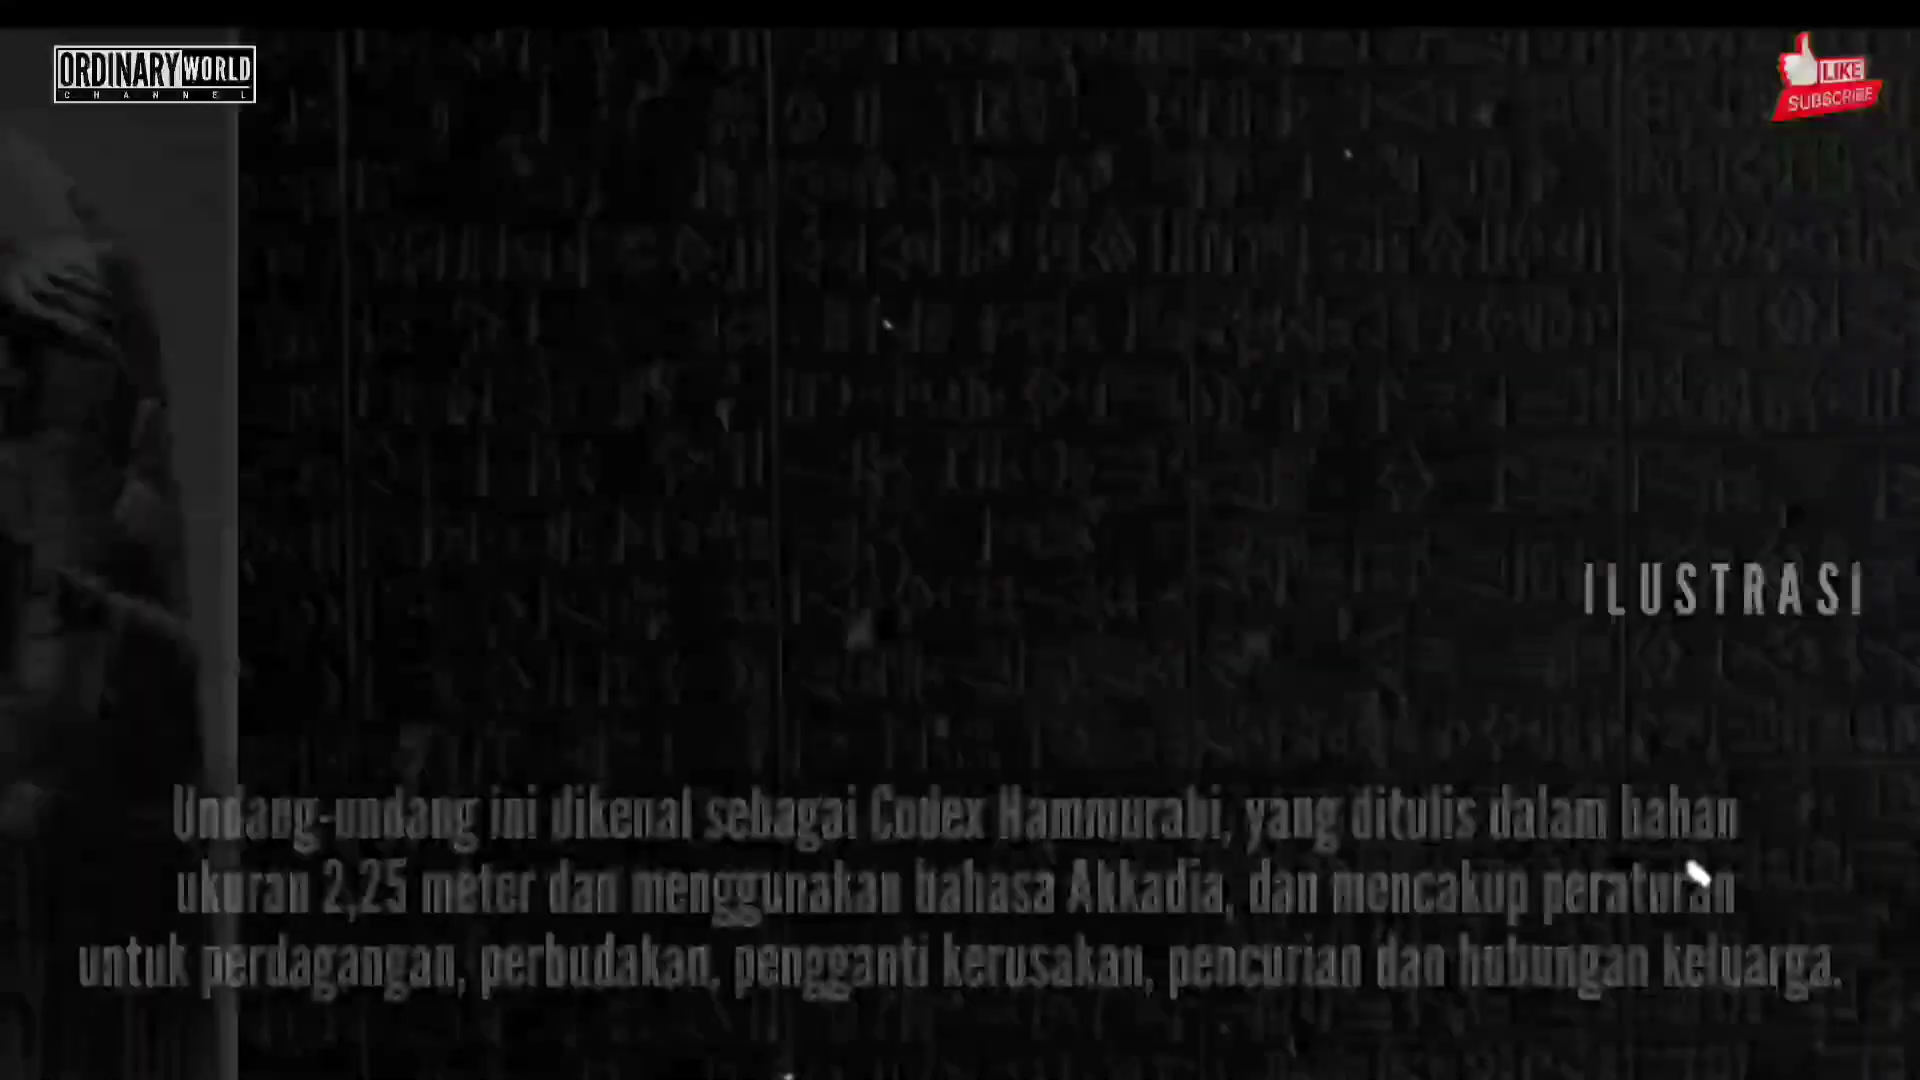 ORDINARY WORLD
CHANNEL
LIKE
SUBSCRIBE
ILUSTRASI
Undang-undang ini dikenal sebagai Codex Hammurabi, yang ditulis dalam bahan
ukuran 2,25 meter dan menggunakan bahasa Akkadia, dan mencakup peraturan
untuk perdagangan, perbudakan, pengganti kerusakan, pencurian dan hubungan keluarga.